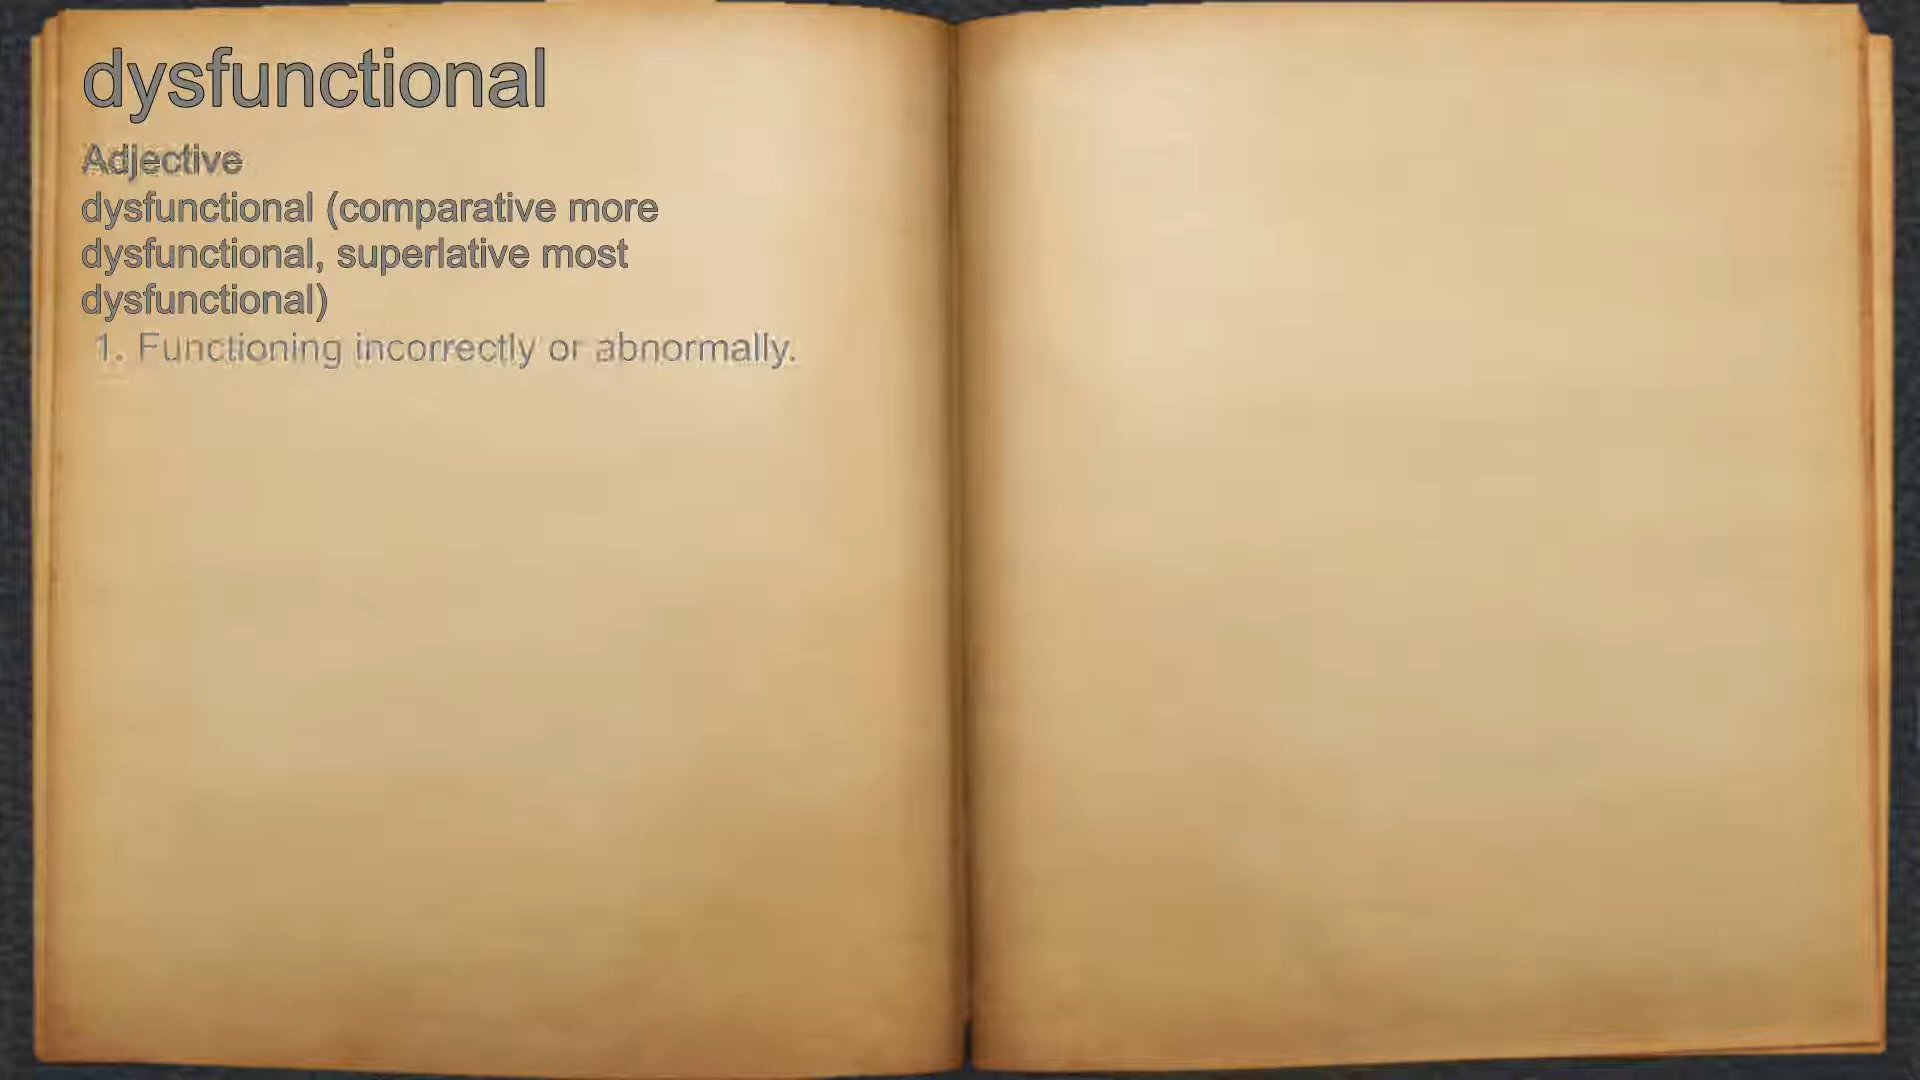 dysfunctional
Adjective
dysfunctional (comparative more
dysfunctional, superlative most
dysfunctional)
1. Functioning incorrectly or abnormally.